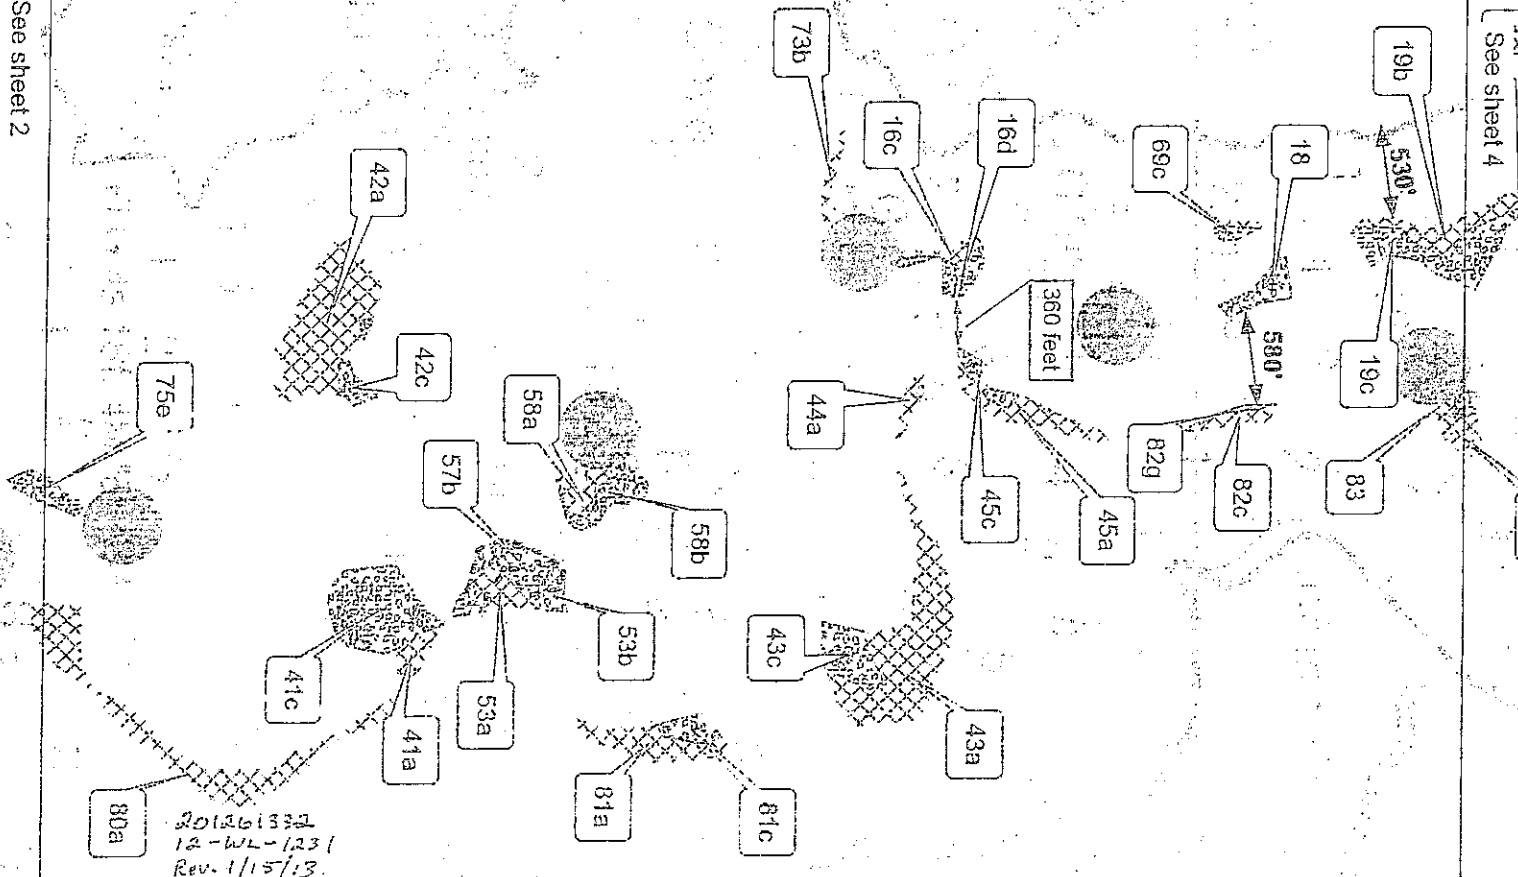 See sheet 4
See sheet 2
19b
530'
73b
16c
16d
69c
18
42a
360 feet
580'
19c
42c
75e
58a
44a
82g
82c
83
57b
45c
45a
58b
53b
43c
41c
53a
41a
43a
81a
81c
80a
201261332
12-WL-1231
Rev. 1/15/13.